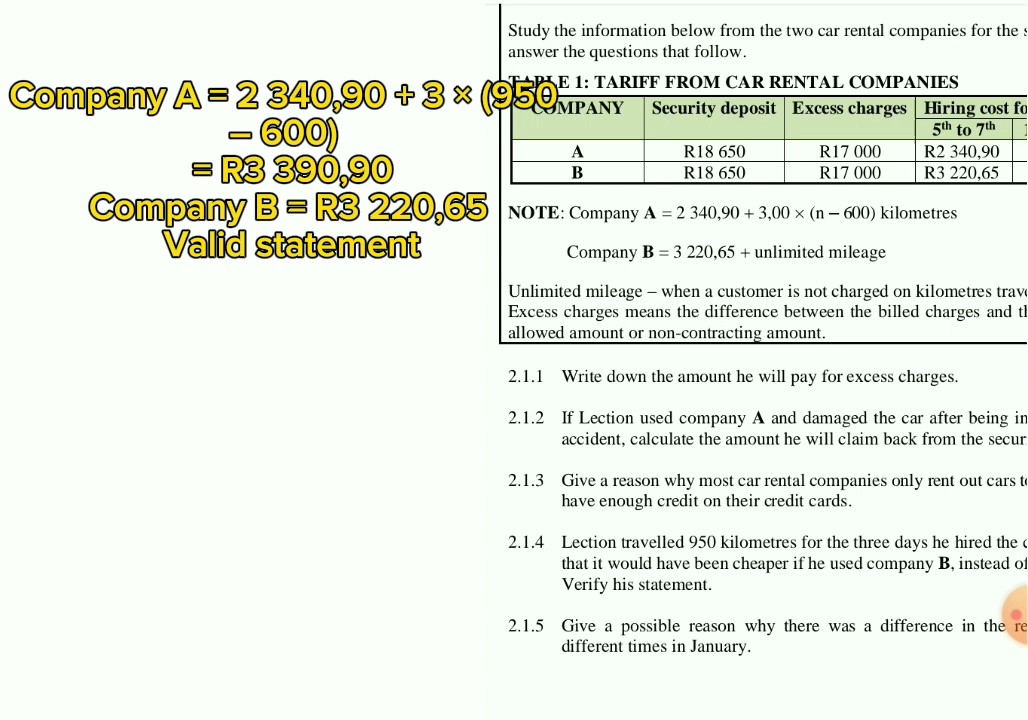 Company A = 2 340,90 + 3 × (950
– 600)
= R3 390,90
Company B = R3 220,65
Valid statement
Study the information below from the two car rental companies for the
answer the questions that follow.
TABLE 1: TARIFF FROM CAR RENTAL COMPANIES
COMPANY Security deposit Excess charges Hiring cost
5th to 7th
A R18 650 R17 000 R2 340,90
B R18 650 R17 000 R3 220,65
NOTE: Company A = 2 340,90 + 3,00 × (n – 600) kilometres
Company B = 3 220,65 + unlimited mileage
Unlimited mileage – when a customer is not charged on kilometres
Excess charges means the difference between the billed charges and
allowed amount or non-contracting amount.
2.1.1 Write down the amount he will pay for excess charges.
2.1.2 If Lection used company A and damaged the car after being
accident, calculate the amount he will claim back from the
2.1.3 Give a reason why most car rental companies only rent out cars
have enough credit on their credit cards.
2.1.4 Lection travelled 950 kilometres for the three days he hired the
that it would have been cheaper if he used company B, instead
Verify his statement.
2.1.5 Give a possible reason why there was a difference in the
different times in January.